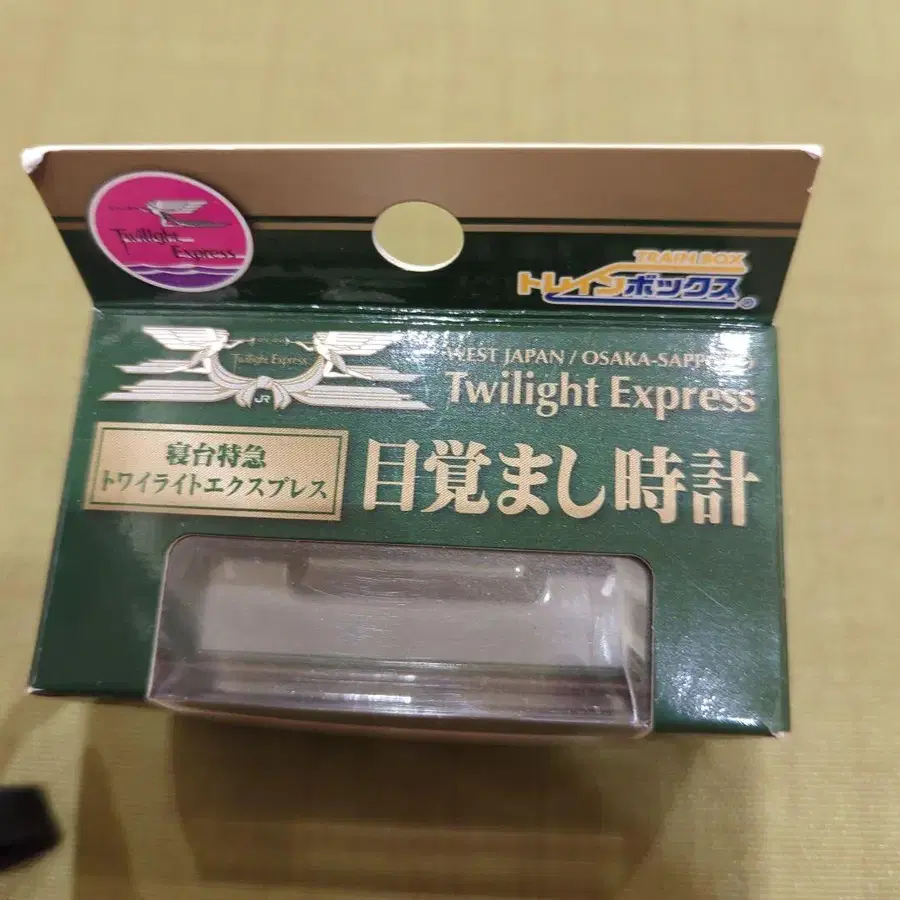 Twilight
Express
TRAIN BOX
トレインボックス®
Twilight Express
JR
WEST JAPAN / OSAKA-SAPPORO
Twilight Express
寝台特急
トワイライトエクスプレス
目覚まし時計